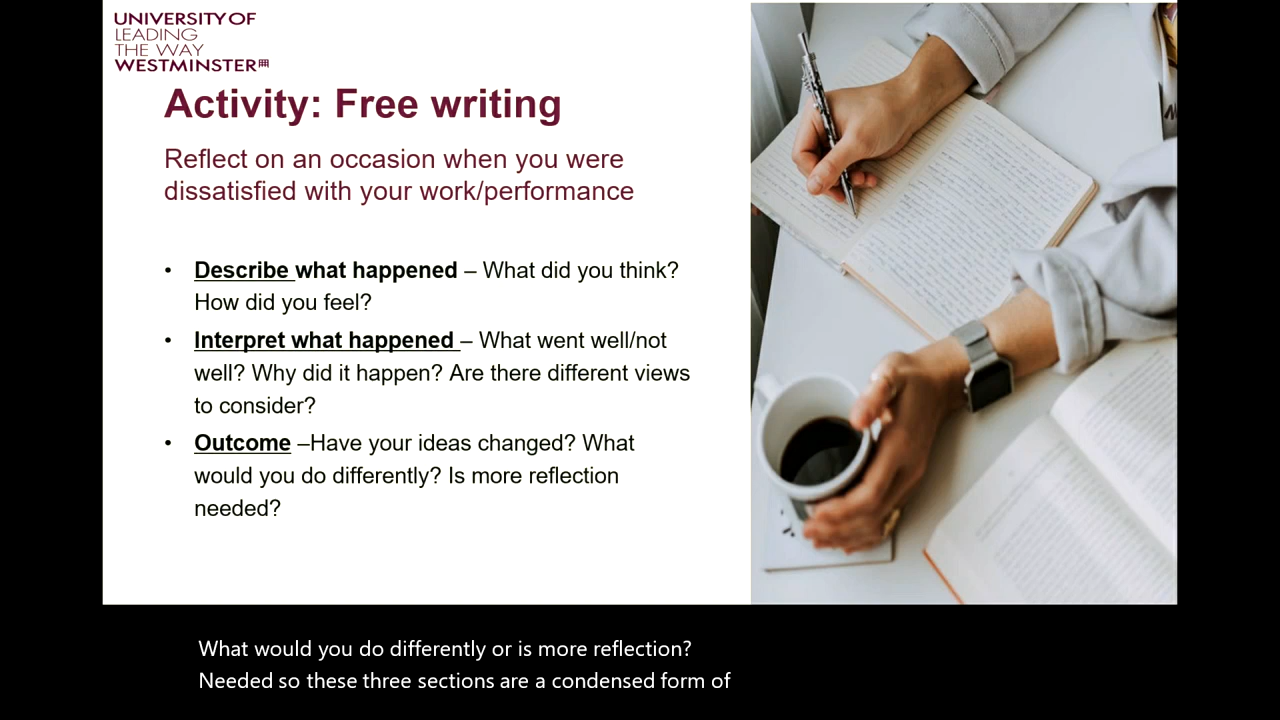 UNIVERSITY OF
LEADING
THE WAY
WESTMINSTER
Activity: Free writing
Reflect on an occasion when you were
dissatisfied with your work/performance
• Describe what happened – What did you think?
How did you feel?
• Interpret what happened – What went well/not
well? Why did it happen? Are there different views
to consider?
• Outcome –Have your ideas changed? What
would you do differently? Is more reflection
needed?
What would you do differently or is more reflection?
Needed so these three sections are a condensed form of